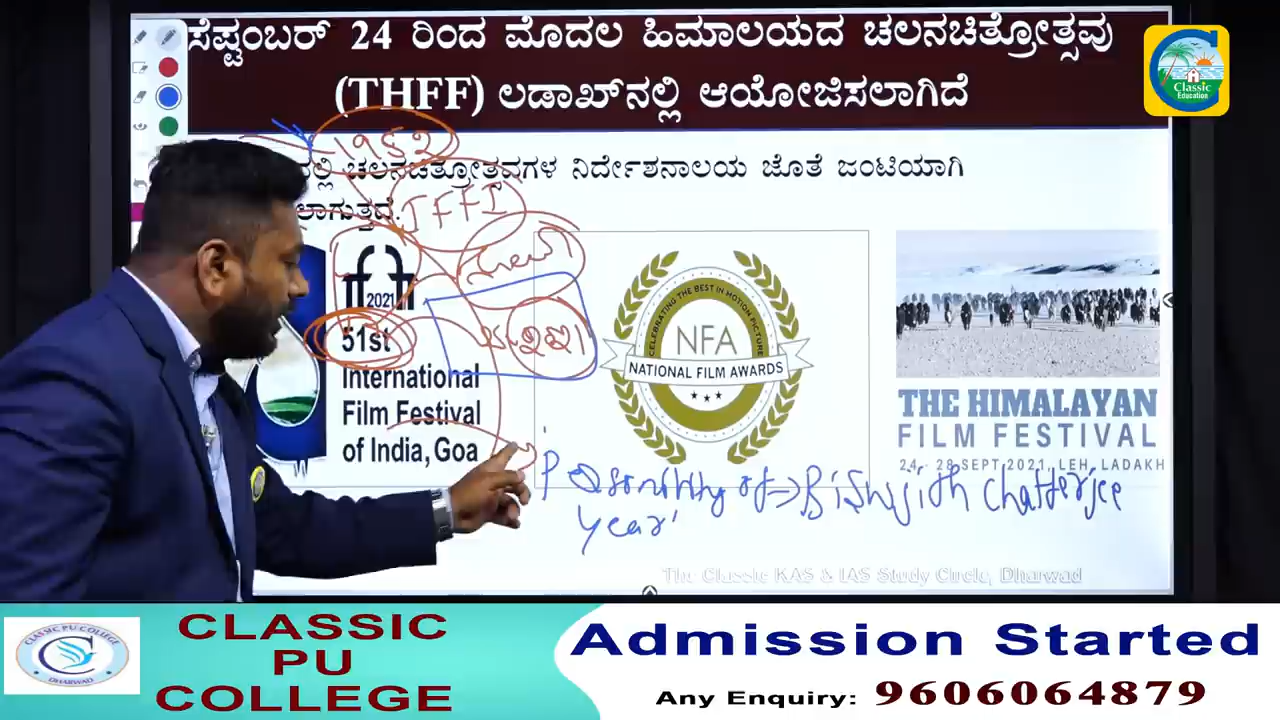 ಸೆಪ್ಟಂಬರ್ 24 ರಿಂದ ಮೊದಲ ಹಿಮಾಲಯದ ಚಲನಚಿತ್ರೋತ್ಸವು
(THFF) ಲಡಾಖ್‌ನಲ್ಲಿ ಆಯೋಜಿಸಲಾಗಿದೆ
Classic
Education
1952
ಚಲನಚಿತ್ರೋತ್ಸವಗಳ ನಿರ್ದೇಶನಾಲಯ ಜೊತೆ ಜಂಟಿಯಾಗಿ
ಲಾಗುತ್ತದೆ.
IFFI
2021
51st
International
Film Festival
of India, Goa
CELEBRATING THE BEST IN MOTION PICTURE
NFA
NATIONAL FILM AWARDS
THE HIMALAYAN
FILM FESTIVAL
24 - 28 SEPT 2021, LEH, LADAKH
of => Biswjith Chatterjee
year
The Classic KAS & IAS Study Circle, Dharwad
CLASSIC PU COLLEGE
DHARWAD
CLASSIC
PU
COLLEGE
Admission Started
Any Enquiry: 9606064879